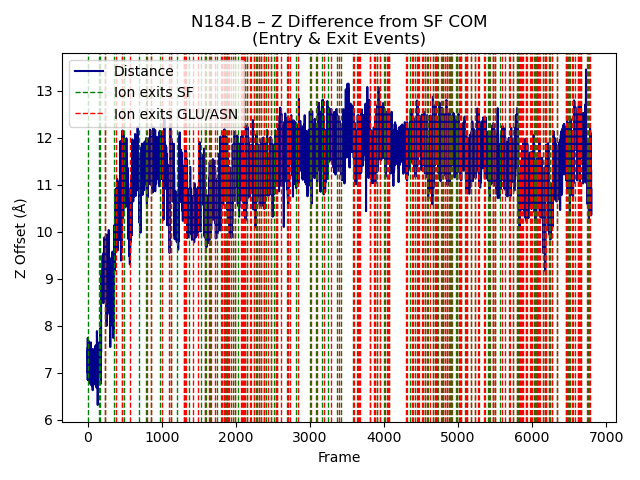 N184.B – Z Difference from SF COM
(Entry & Exit Events)
Distance
Ion exits SF
Ion exits GLU/ASN
Z Offset (Å)
13
12
11
10
9
8
7
6
0 1000 2000 3000 4000 5000 6000 7000
Frame